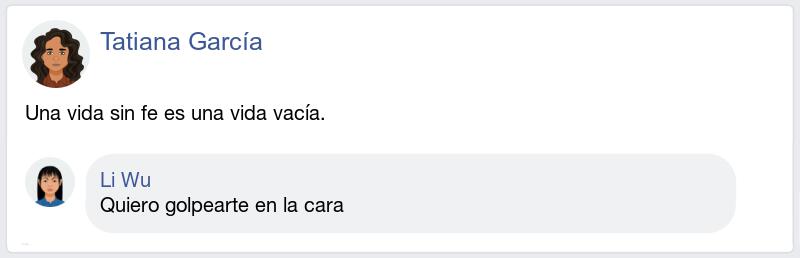 Tatiana García
Una vida sin fe es una vida vacía.
Li Wu
Quiero golpearte en la cara